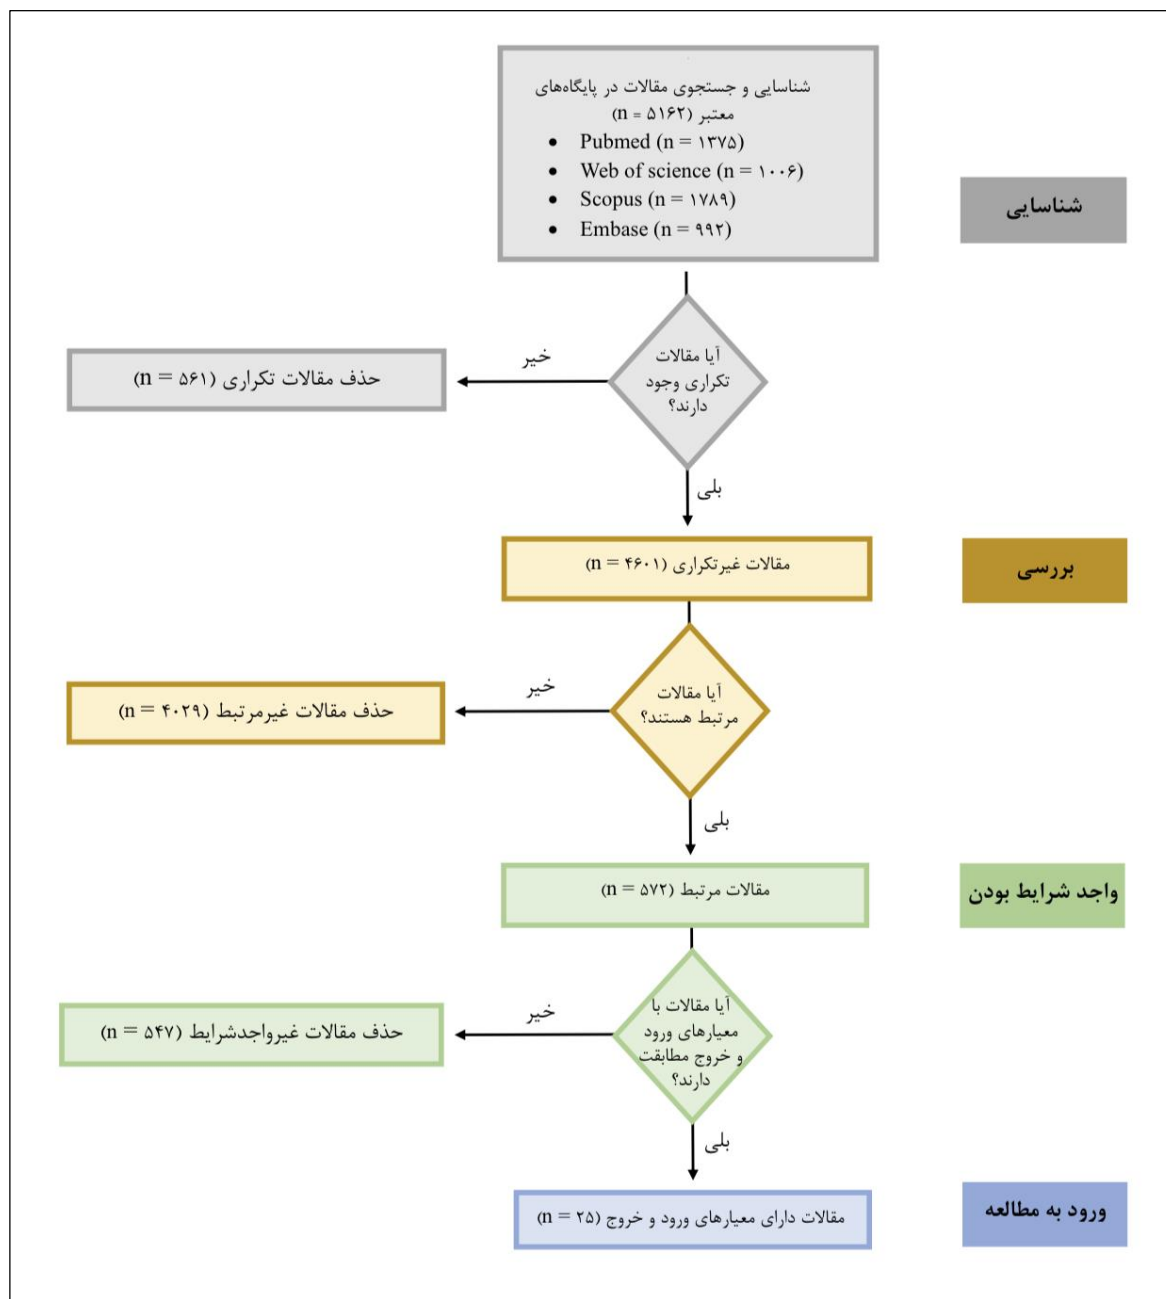 شناسایی و جستجوی مقالات در پایگاه‌های
معتبر (n = ۵۱۶۲)
• Pubmed (n = ۱۳۷۵)
• Web of science (n = ۱۰۰۶)
• Scopus (n = ۱۷۸۹)
• Embase (n = ۹۹۲)
شناسایی
آیا مقالات
تکراری وجود
دارند؟
خیر
حذف مقالات تکراری (n = ۵۶۱)
بلی
مقالات غیرتکراری (n = ۴۶۰۱)
بررسی
آیا مقالات
مرتبط هستند؟
خیر
حذف مقالات غیرمرتبط (n = ۴۰۲۹)
بلی
مقالات مرتبط (n = ۵۷۲)
واجد شرایط بودن
آیا مقالات با
معیارهای ورود
و خروج مطابقت
دارند؟
خیر
حذف مقالات غیرواجدشرایط (n = ۵۴۷)
بلی
مقالات دارای معیارهای ورود و خروج (n = ۲۵)
ورود به مطالعه